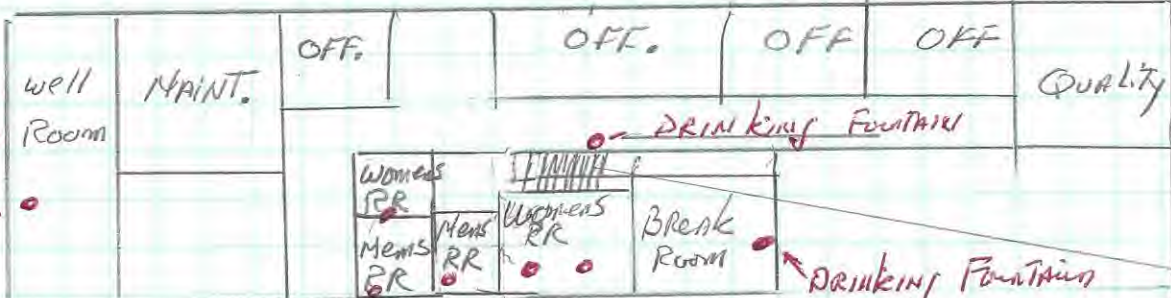 well
Room
MAINT.
OFF.
OFF.
OFF
OFF
QUALITY
DRINKING FOUNTAIN
Womens
RR
Mems
RR
Mens
RR
Womens
RR
BREAK
Room
DRINKING FOUNTAIN